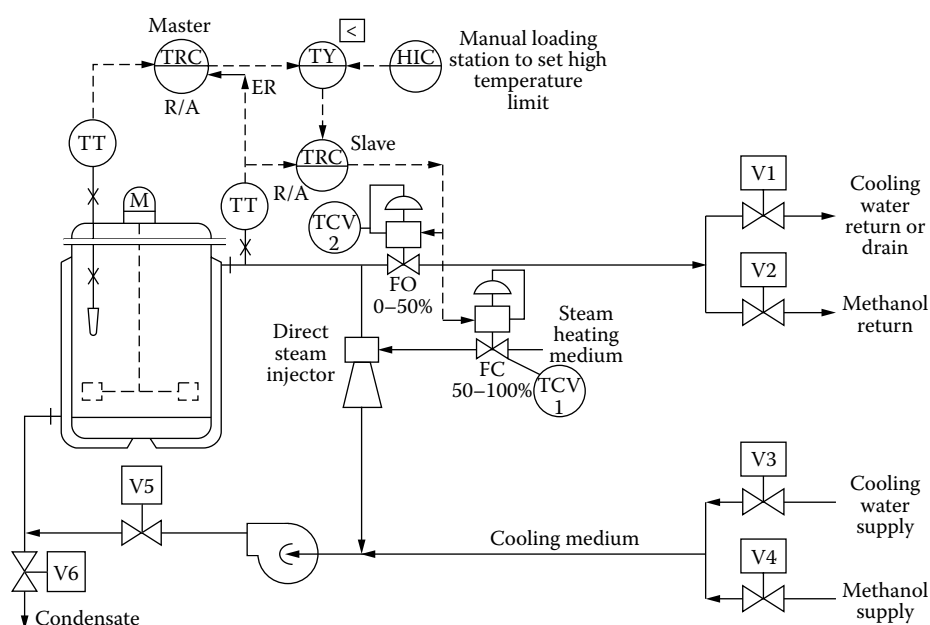 Master
TRC
R/A
ER
TY
<
HIC
Manual loading
station to set high
temperature
limit
TT
TRC
Slave
R/A
TT
M
TCV
2
FO
0–50%
V1
Cooling
water
return or
drain
V2
Methanol
return
Direct
steam
injector
Steam
heating
medium
FC
50–100%
TCV
1
V3
Cooling
water
supply
V4
Methanol
supply
Cooling medium
V5
V6
Condensate